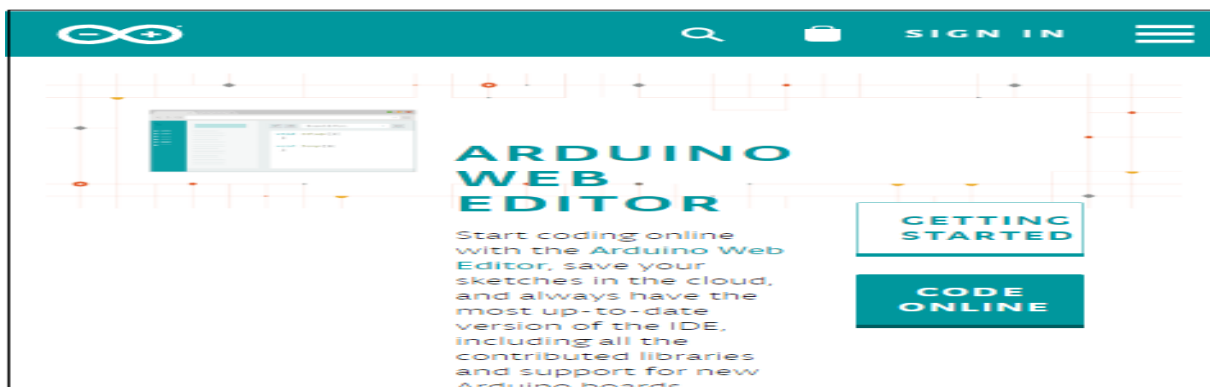 SIGN IN
ARDUINO
WEB
EDITOR
Start coding online
with the Arduino Web
Editor, save your
sketches in the cloud,
and always have the
most up-to-date
version of the IDE,
including all the
contributed libraries
and support for new
Arduino boards
GETTING
STARTED
CODE
ONLINE